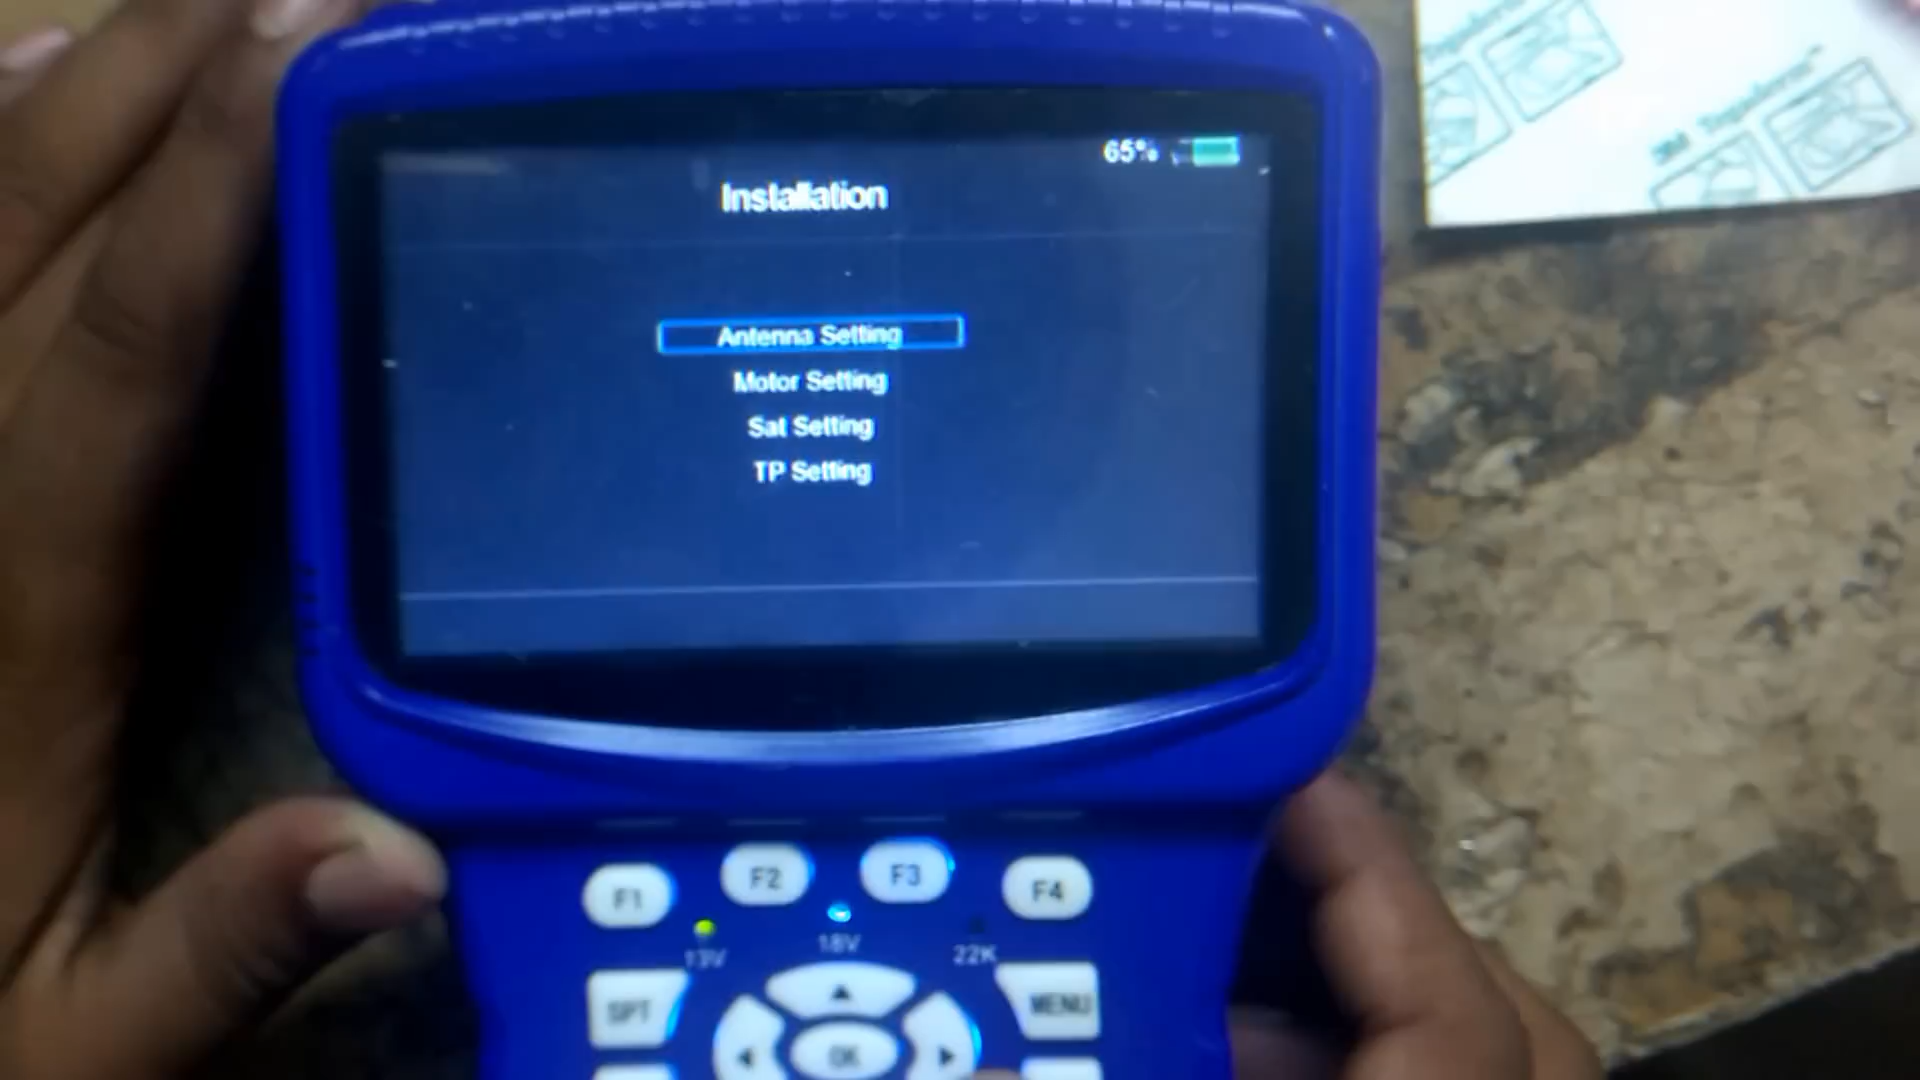 65%
Installation
Antenna Setting
Motor Setting
Sat Setting
TP Setting
F1 F2 F3 F4
13V 18V 22K
SPT MENU
OK
3M